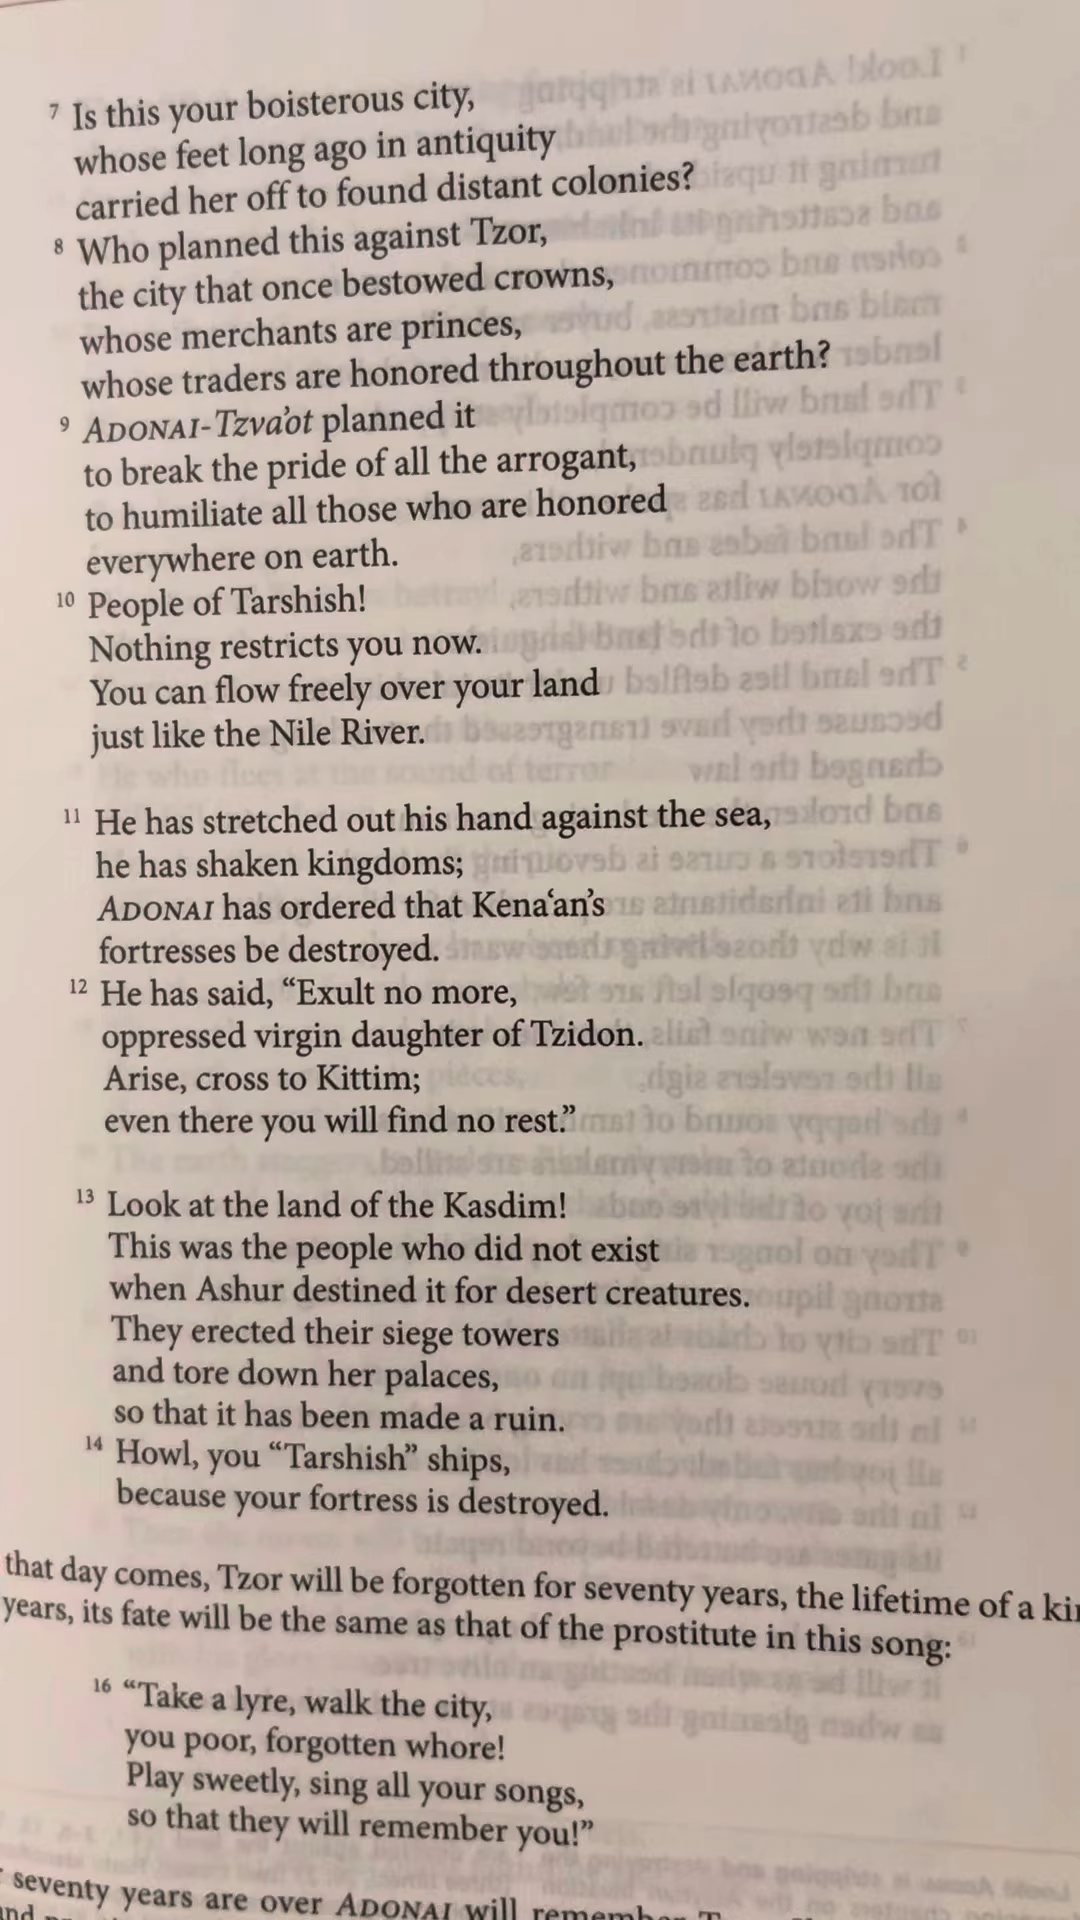 7 Is this your boisterous city,
whose feet long ago in antiquity
carried her off to found distant colonies?
8 Who planned this against Tzor,
the city that once bestowed crowns,
whose merchants are princes,
whose traders are honored throughout the earth?
9 ADONAI-Tzva’ot planned it
to break the pride of all the arrogant,
to humiliate all those who are honored
everywhere on earth.
10 People of Tarshish!
Nothing restricts you now.
You can flow freely over your land
just like the Nile River.
11 He has stretched out his hand against the sea,
he has shaken kingdoms;
ADONAI has ordered that Kena‘an’s
fortresses be destroyed.
12 He has said, “Exult no more,
oppressed virgin daughter of Tzidon.
Arise, cross to Kittim;
even there you will find no rest.”
13 Look at the land of the Kasdim!
This was the people who did not exist
when Ashur destined it for desert creatures.
They erected their siege towers
and tore down her palaces,
so that it has been made a ruin.
14 Howl, you “Tarshish” ships,
because your fortress is destroyed.
that day comes, Tzor will be forgotten for seventy years, the lifetime of a
years, its fate will be the same as that of the prostitute in this song:
16 “Take a lyre, walk the city,
you poor, forgotten whore!
Play sweetly, sing all your songs,
so that they will remember you!”
seventy years are over ADONAI will remember